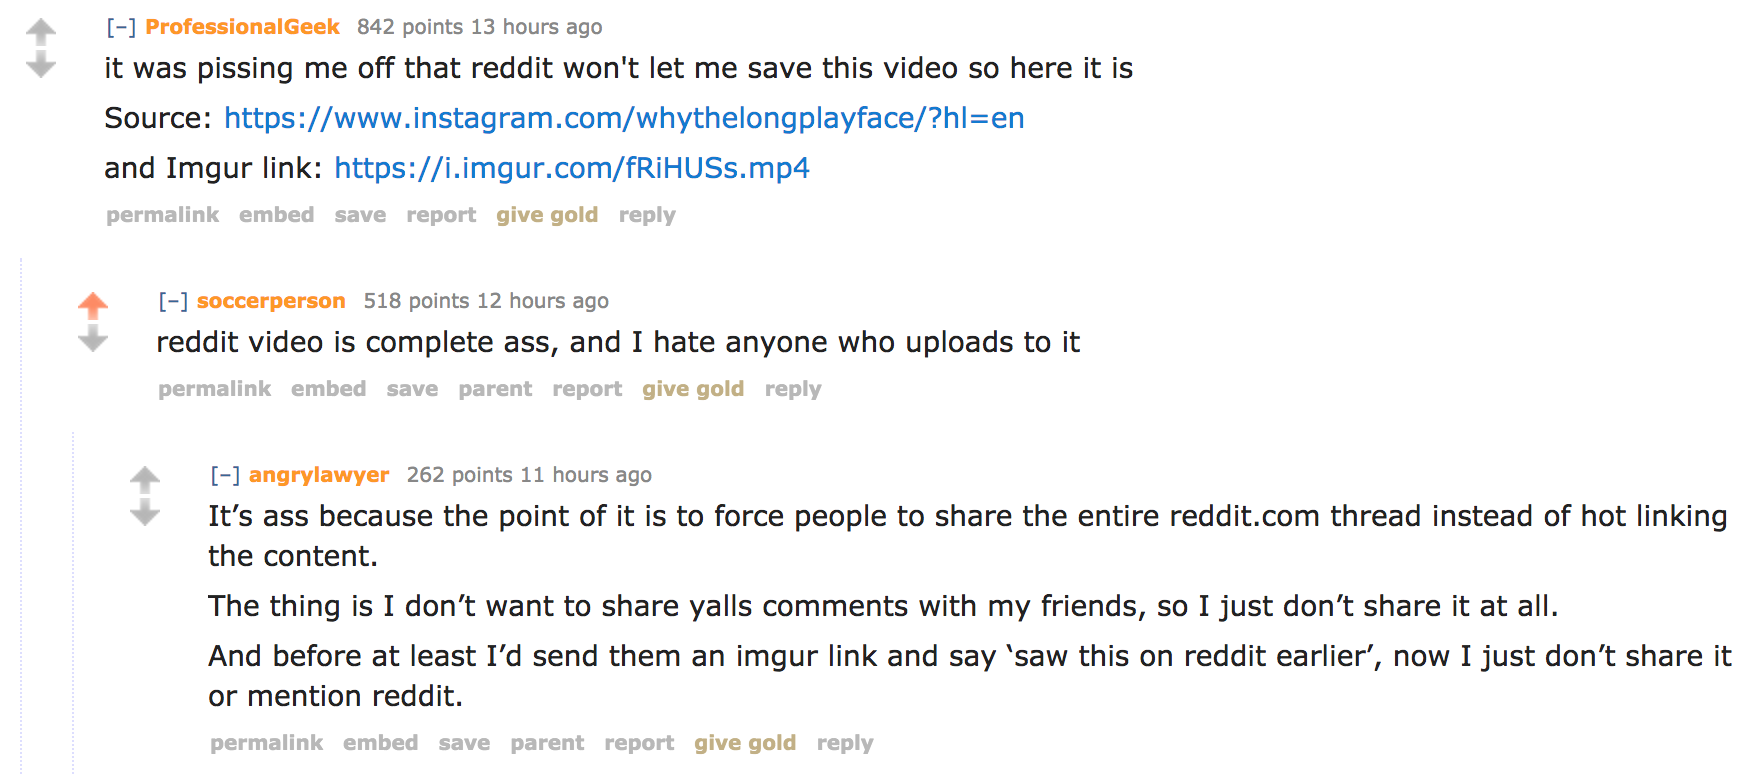 [–] ProfessionalGeek 842 points 13 hours ago
it was pissing me off that reddit won't let me save this video so here it is
Source: https://www.instagram.com/whythelongplayface/?hl=en
and Imgur link: https://i.imgur.com/fRiHUSs.mp4
permalink embed save report give gold reply
[–] soccerperson 518 points 12 hours ago
reddit video is complete ass, and I hate anyone who uploads to it
permalink embed save parent report give gold reply
[–] angrylawyer 262 points 11 hours ago
It’s ass because the point of it is to force people to share the entire reddit.com thread instead of hot linking
the content.
The thing is I don’t want to share yalls comments with my friends, so I just don’t share it at all.
And before at least I’d send them an imgur link and say ‘saw this on reddit earlier’, now I just don’t share it
or mention reddit.
permalink embed save parent report give gold reply